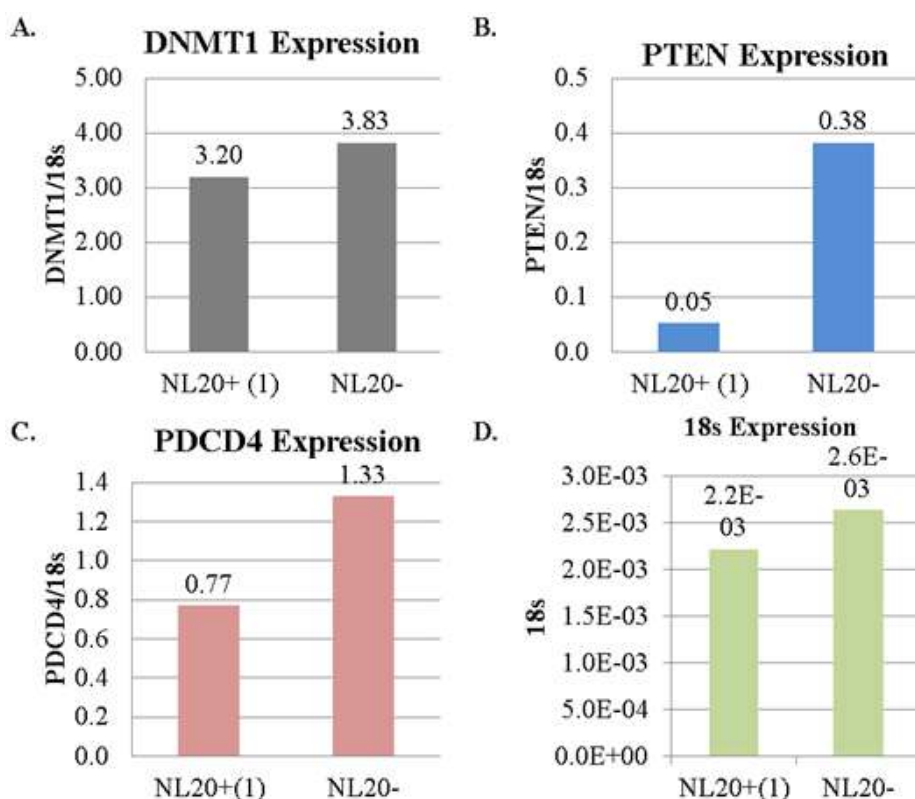 A.
DNMT1 Expression
DNMT1/18s
5.00
4.00
3.00
2.00
1.00
0.00
3.20
3.83
NL20+ (1) NL20-
B.
PTEN Expression
PTEN/18s
0.5
0.4
0.3
0.2
0.1
0.0
0.05
0.38
NL20+ (1) NL20-
C.
PDCD4 Expression
PDCD4/18s
1.4
1.2
1.0
0.8
0.6
0.4
0.2
0.0
0.77
1.33
NL20+(1) NL20-
D.
18s Expression
18s
3.0E-03
2.5E-03
2.0E-03
1.5E-03
1.0E-03
5.0E-04
0.0E+00
2.2E-
03
2.6E-
03
NL20+(1) NL20-